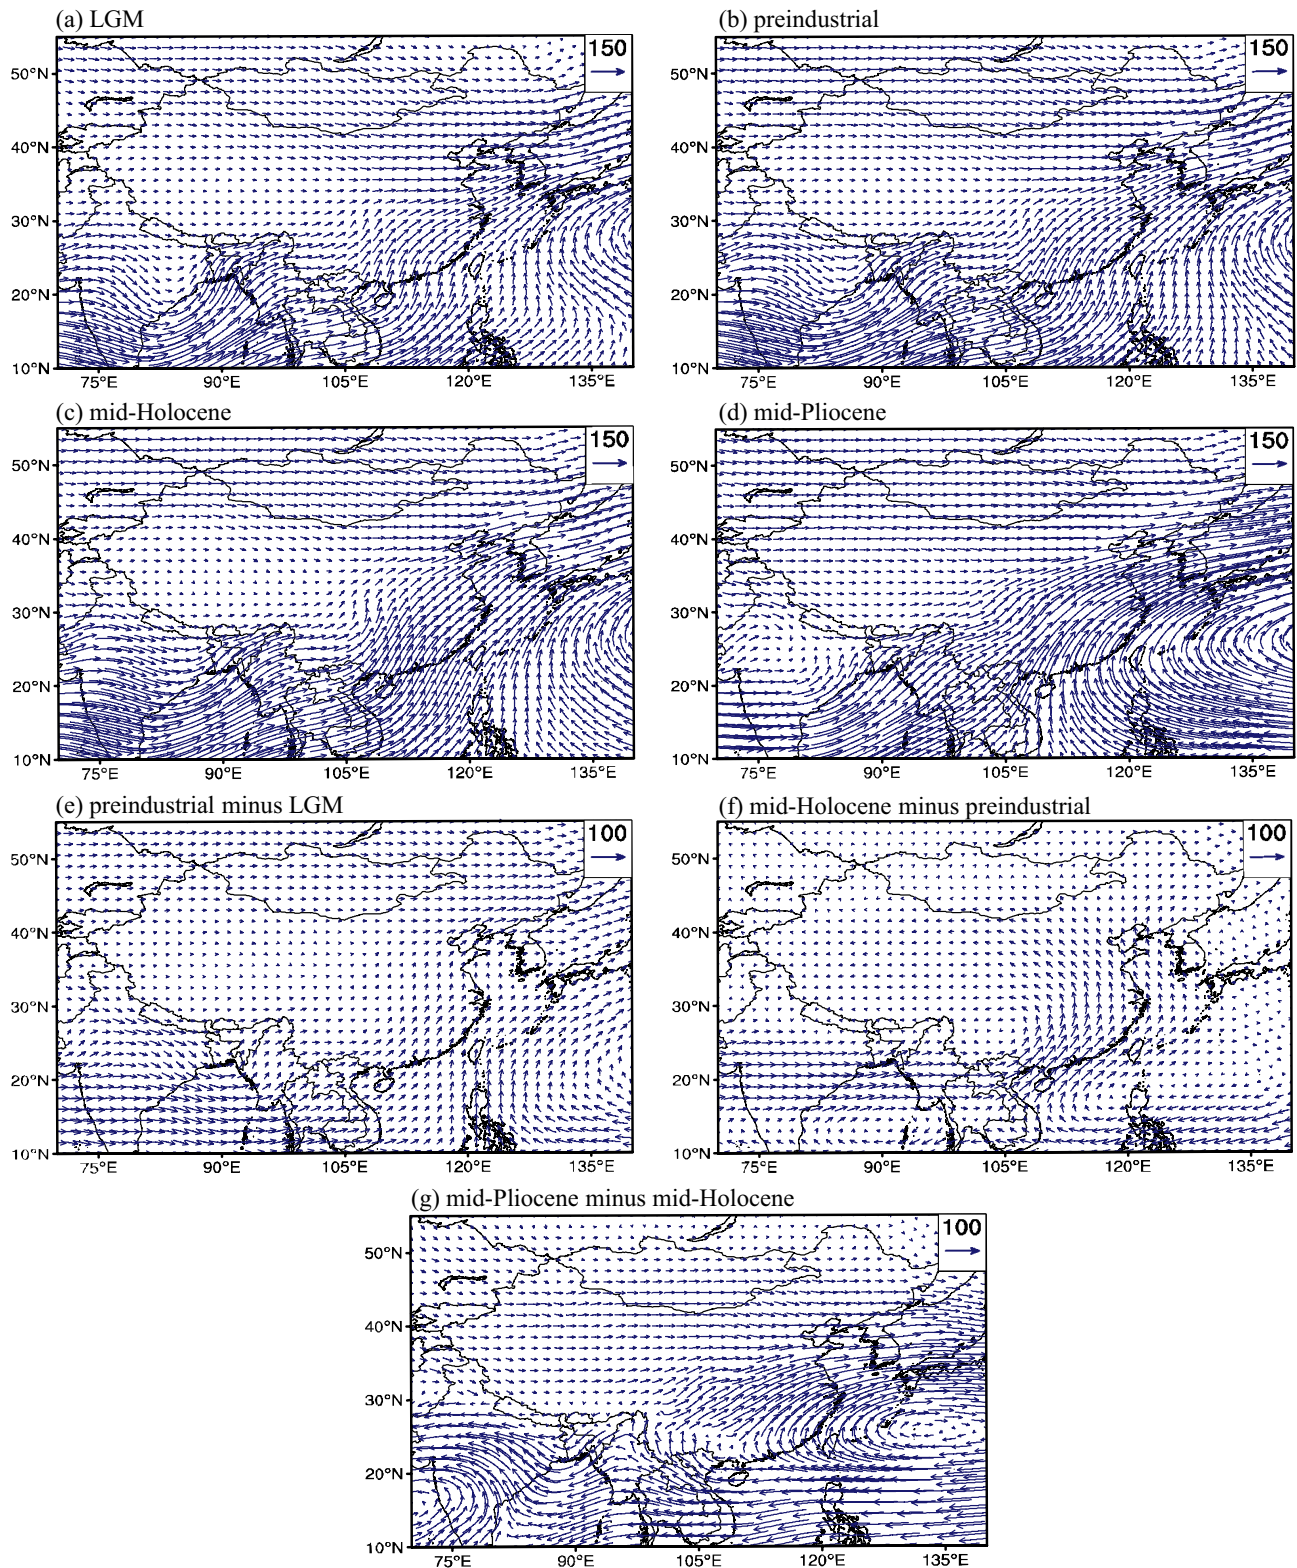 (a) LGM
(b) preindustrial
150
150
50°N
50°N
40°N
40°N
30°N
30°N
20°N
20°N
10°N
10°N
75°E 90°E 105°E 120°E 135°E
75°E 90°E 105°E 120°E 135°E
(c) mid-Holocene
(d) mid-Pliocene
150
150
50°N
50°N
40°N
40°N
30°N
30°N
20°N
20°N
10°N
10°N
75°E 90°E 105°E 120°E 135°E
75°E 90°E 105°E 120°E 135°E
(e) preindustrial minus LGM
(f) mid-Holocene minus preindustrial
100
100
50°N
50°N
40°N
40°N
30°N
30°N
20°N
20°N
10°N
10°N
75°E 90°E 105°E 120°E 135°E
75°E 90°E 105°E 120°E 135°E
(g) mid-Pliocene minus mid-Holocene
100
50°N
40°N
30°N
20°N
10°N
75°E 90°E 105°E 120°E 135°E